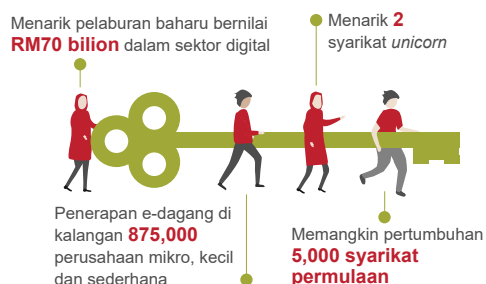 Menarik pelaburan baharu bernilai
RM70 bilion dalam sektor digital
Menarik 2
syarikat unicorn
Penerapan e-dagang di
kalangan 875,000
perusahaan mikro, kecil
dan sederhana
Memangkin pertumbuhan
5,000 syarikat
permulaan